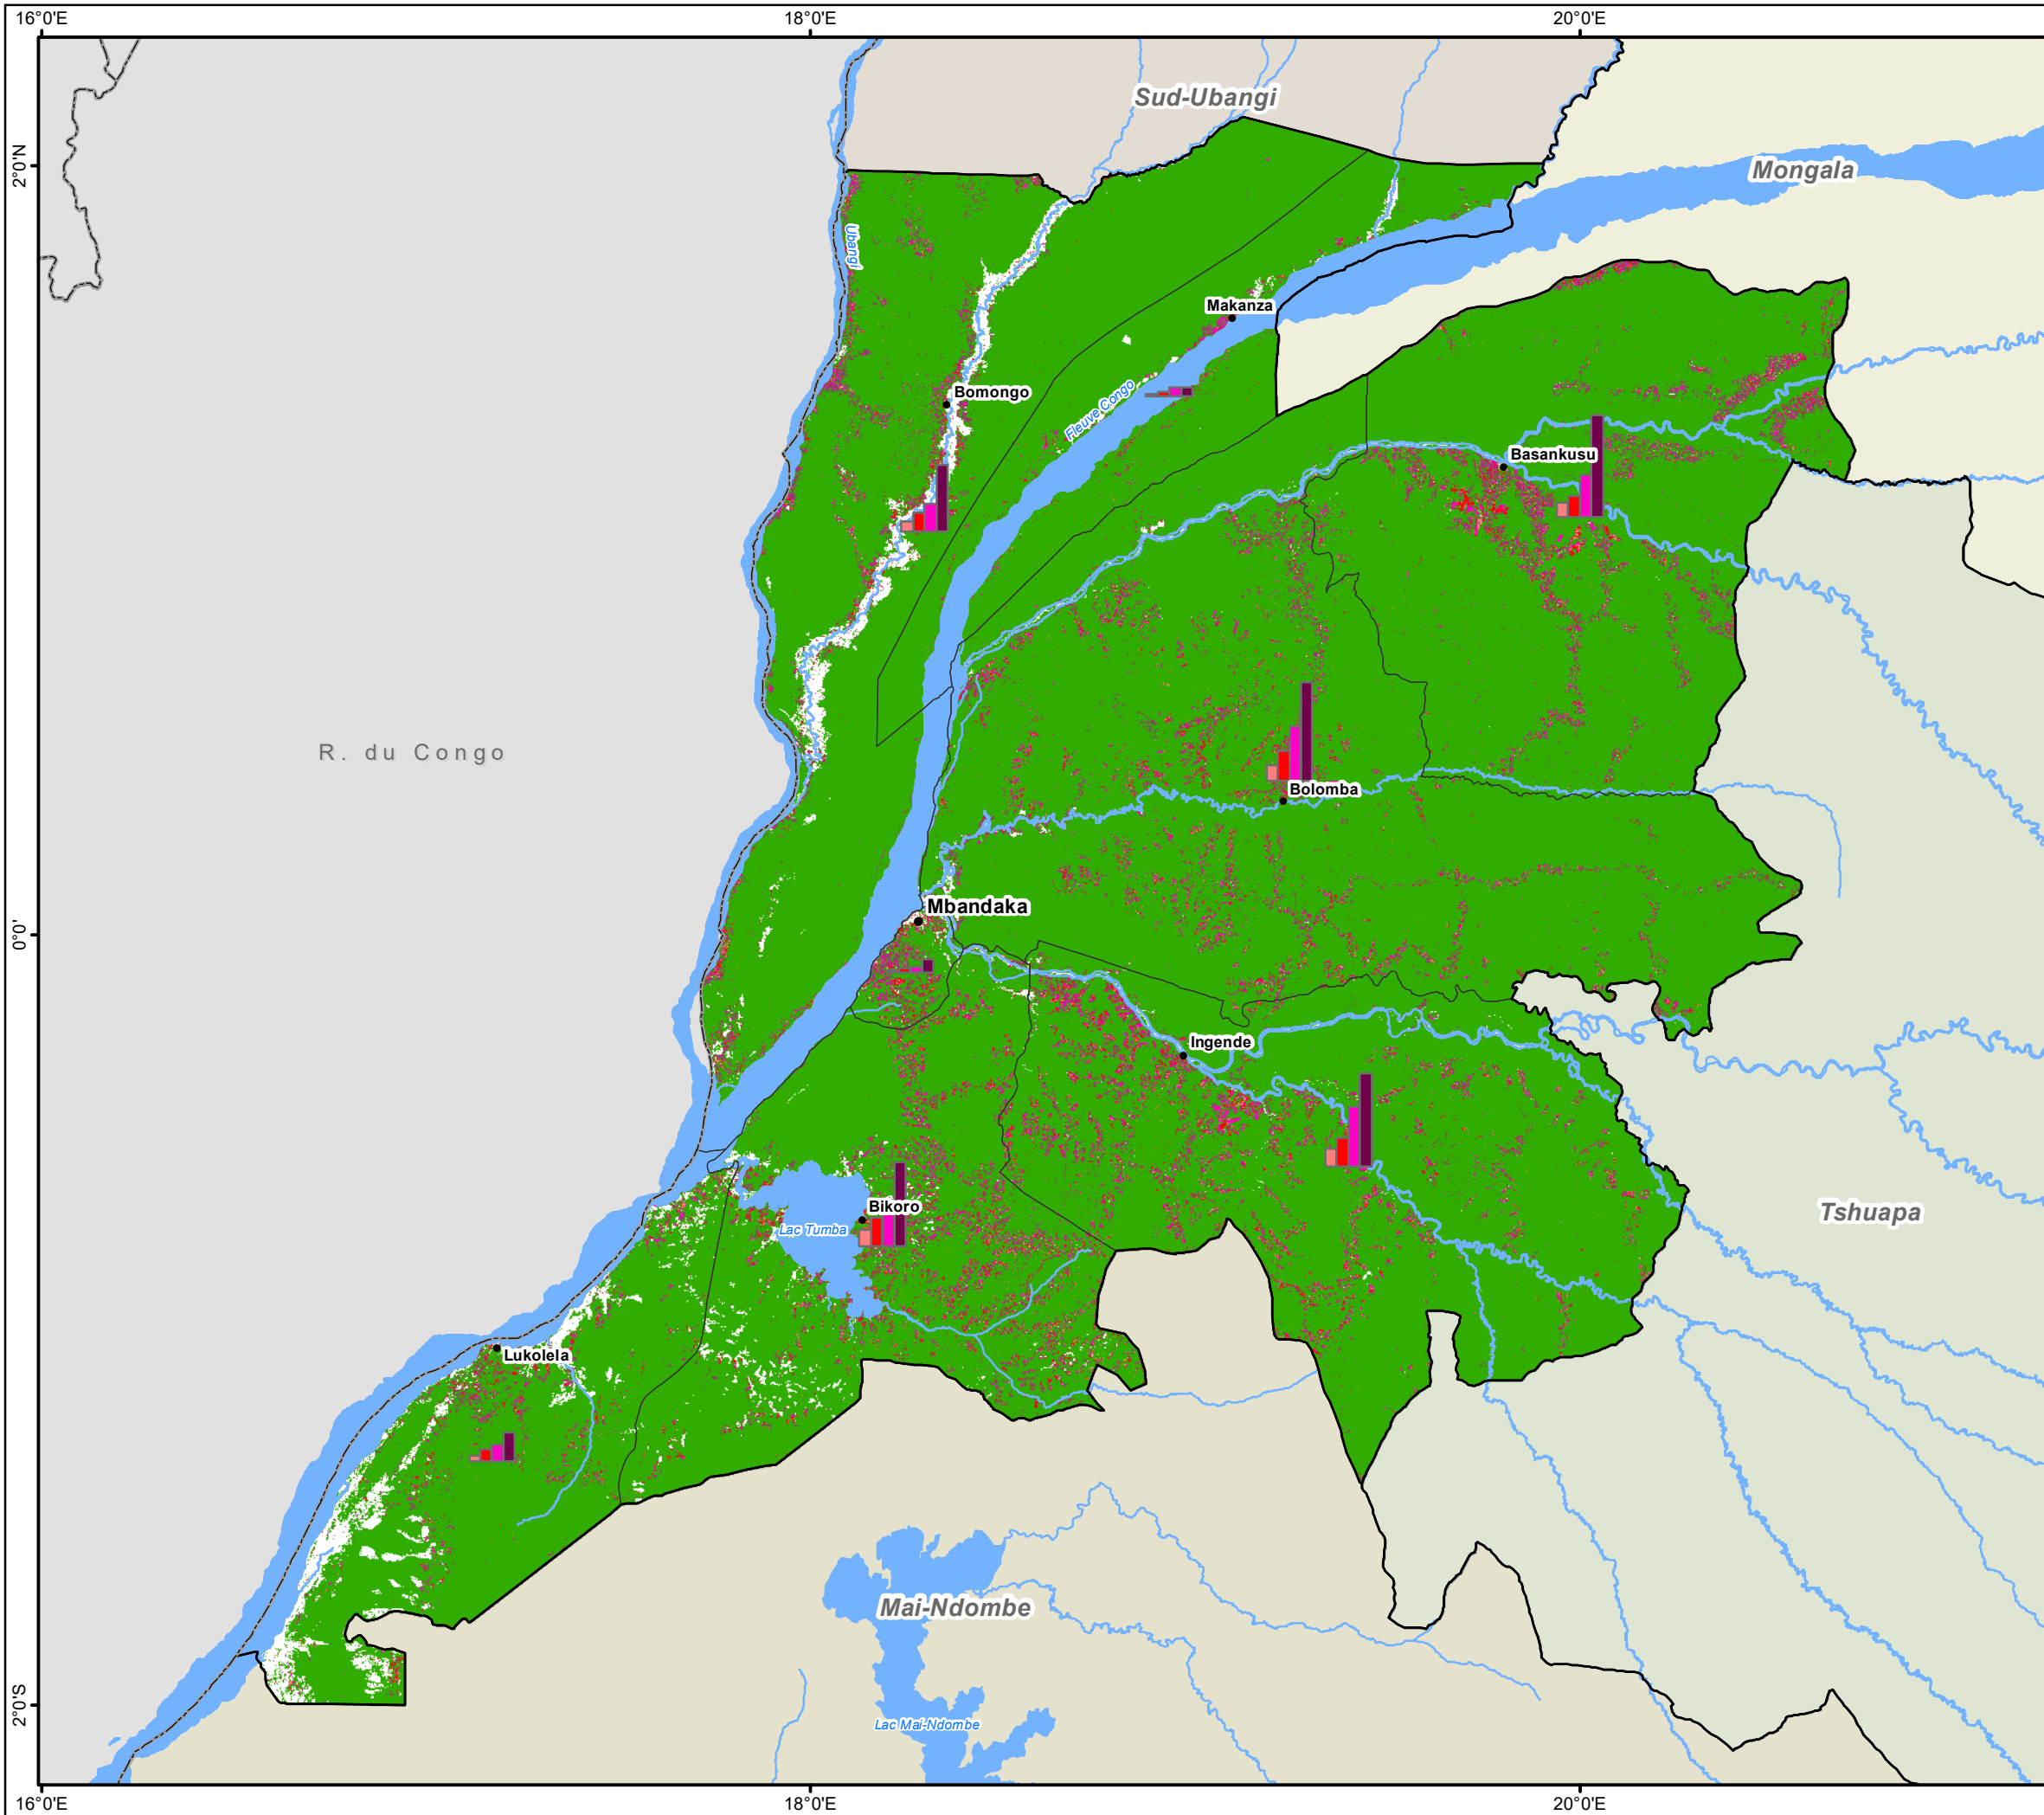 16°0'E
18°0'E
20°0'E
2°0'N
Sud-Ubangi
Mongala
Ubangi
Makanza
Bomongo
Fleuve Congo
Basankusu
R. du Congo
Bolomba
Mbandaka
0°0'
Ingende
Bikoro
Lac Tumba
Tshuapa
Lukolela
Mai-Ndombe
2°0'S
Lac Mai-Ndombe
16°0'E
18°0'E
20°0'E